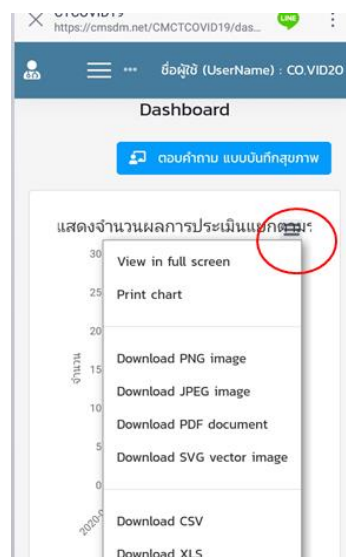 CTCOVID19
https://cmsdm.net/CMCTCOVID19/das...
LINE
ชื่อผู้ใช้ (UserName) : CO.VID20
Dashboard
ตอบคำถาม แบบบันทึกสุขภาพ
แสดงจำนวนผลการประเมินแยกตามร
30
View in full screen
25
Print chart
20
จำนวน
15
Download PNG image
Download JPEG image
10
Download PDF document
5
Download SVG vector image
0
Download CSV
Download XLS